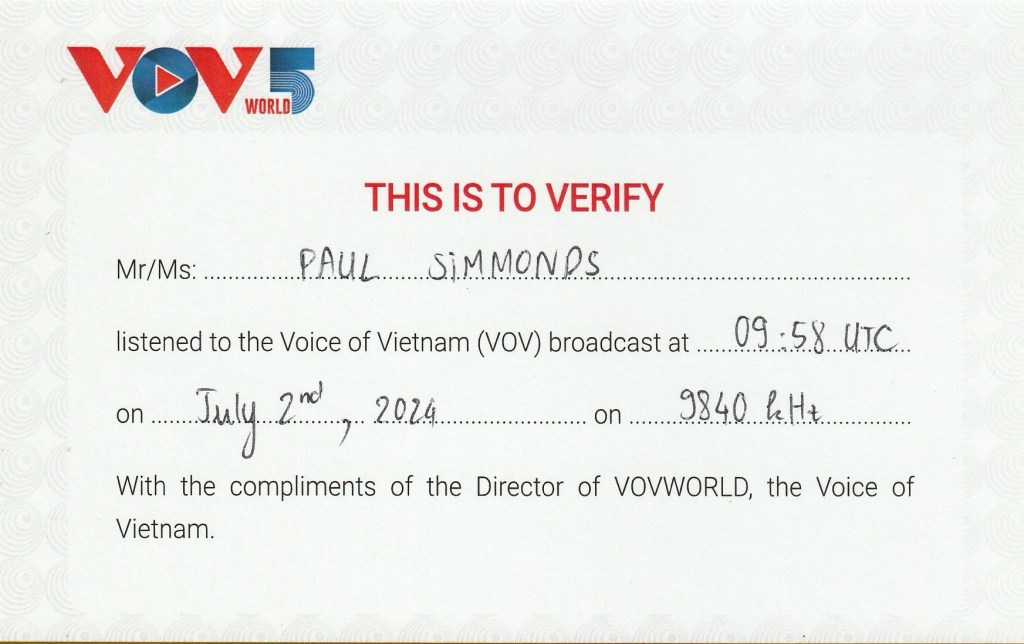 VOV WORLD 5
THIS IS TO VERIFY
Mr/Ms: PAUL SiMMONDS
listened to the Voice of Vietnam (VOV) broadcast at 09:58 UTC
on July 2nd, 2024 on 9840 kHz
With the compliments of the Director of VOVWORLD, the Voice of
Vietnam.